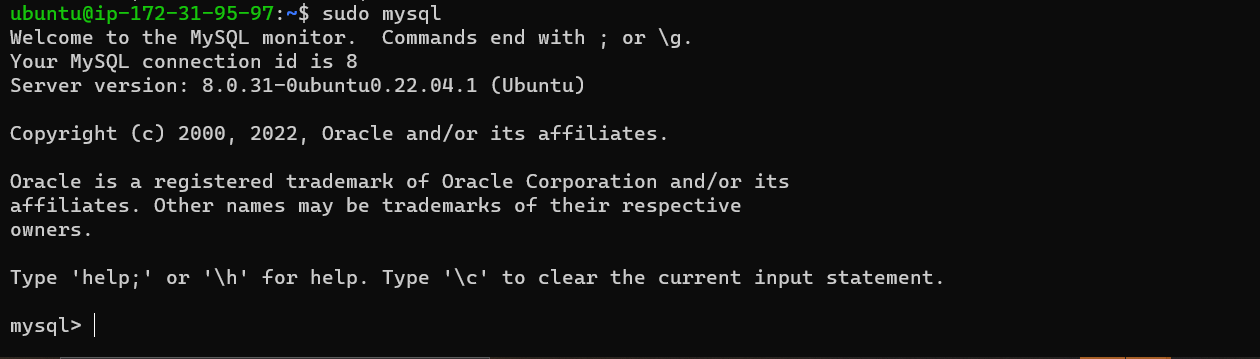 ubuntu@ip-172-31-95-97:~$ sudo mysql
Welcome to the MySQL monitor.  Commands end with ; or \g.
Your MySQL connection id is 8
Server version: 8.0.31-0ubuntu0.22.04.1 (Ubuntu)

Copyright (c) 2000, 2022, Oracle and/or its affiliates.

Oracle is a registered trademark of Oracle Corporation and/or its
affiliates. Other names may be trademarks of their respective
owners.

Type 'help;' or '\h' for help. Type '\c' to clear the current input statement.

mysql>